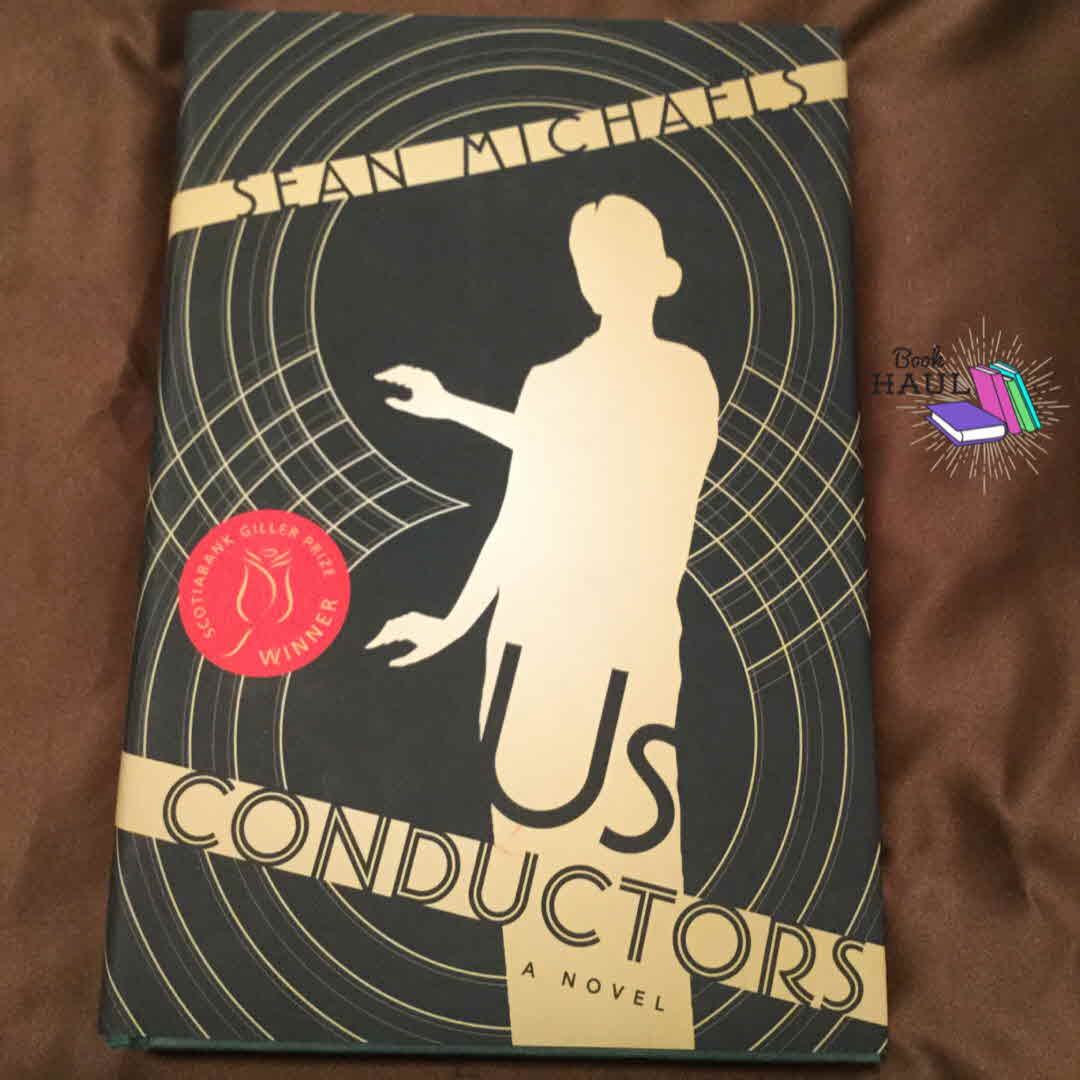 SEAN MICHAELS
Book
HAUL
SCOTIABANK GILLER PRIZE
WINNER
US
CONDUCTORS
A NOVEL